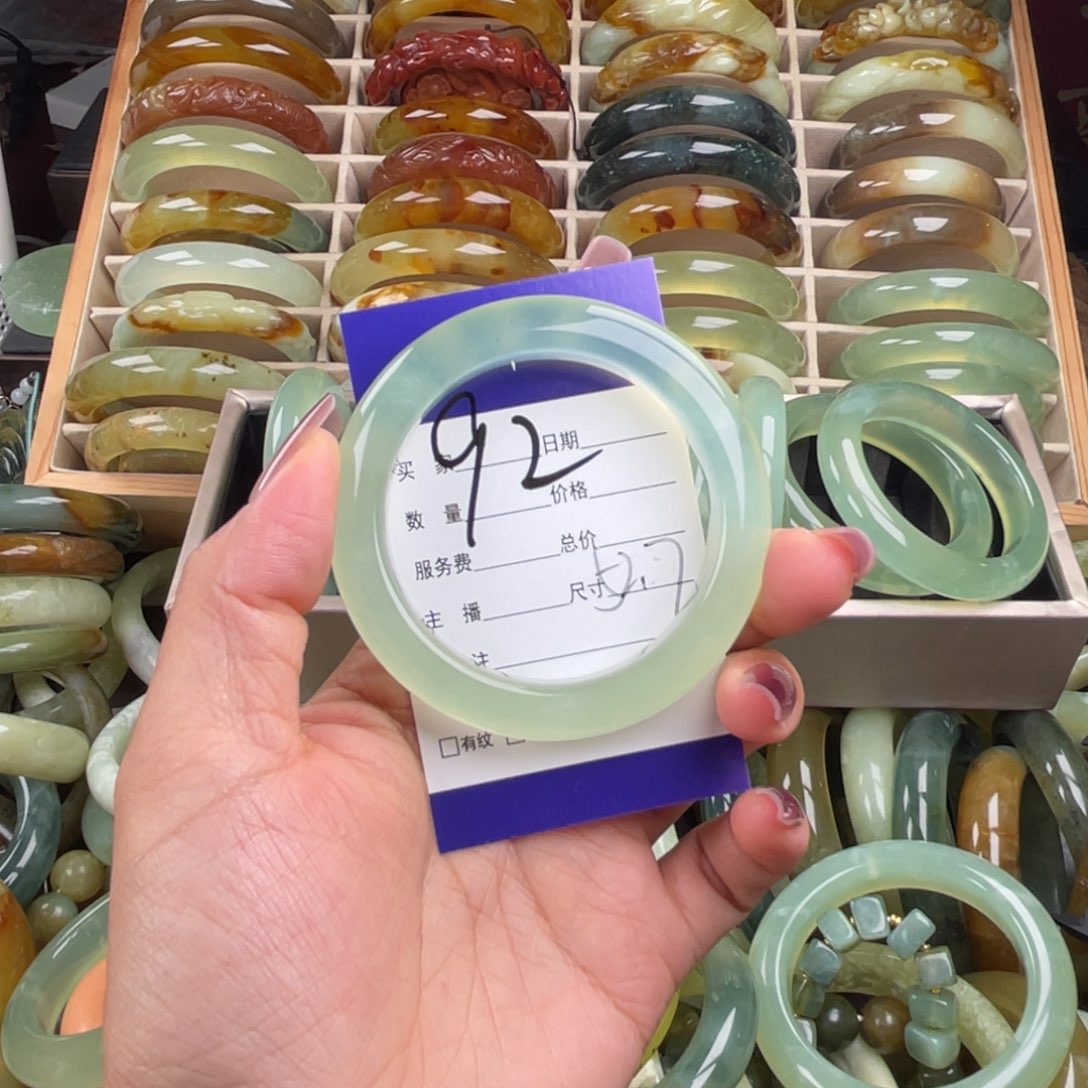 92
买 家 日期
数 量 价格
服务费 总价
主 播 尺寸 57
注
□有纹